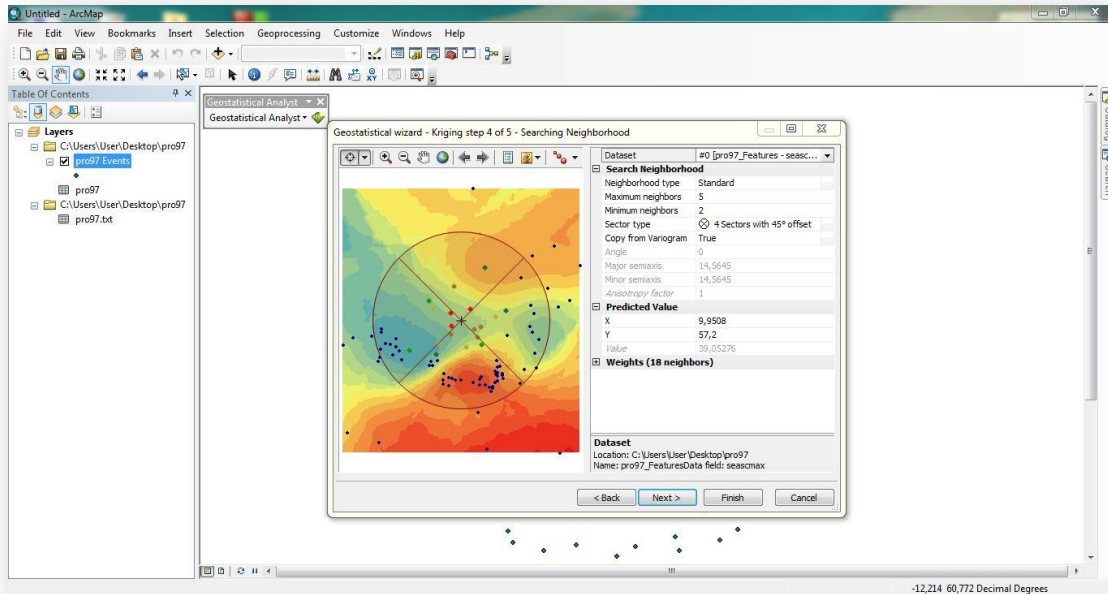 Untitled - ArcMap
File Edit View Bookmarks Insert Selection Geoprocessing Customize Windows Help
Table Of Contents
Layers
C:\Users\User\Desktop\pro97
pro97 Events
pro97
C:\Users\User\Desktop\pro97
pro97.txt
Geostatistical Analyst
Geostatistical Analyst
Geostatistical wizard - Kriging step 4 of 5 - Searching Neighborhood
Dataset #0 [pro97_Features - seasc...
Search Neighborhood
Neighborhood type Standard
Maximum neighbors 5
Minimum neighbors 2
Sector type 4 Sectors with 45° offset
Copy from Variogram True
Angle 0
Major semiaxis 14,5645
Minor semiaxis 14,5645
Anisotropy factor 1
Predicted Value
X 9,9508
Y 57,2
Value 39,05276
Weights (18 neighbors)
Dataset
Location: C:\Users\User\Desktop\pro97
Name: pro97_FeaturesData field: seascmax
< Back Next > Finish Cancel
-12,214 60,772 Decimal Degrees